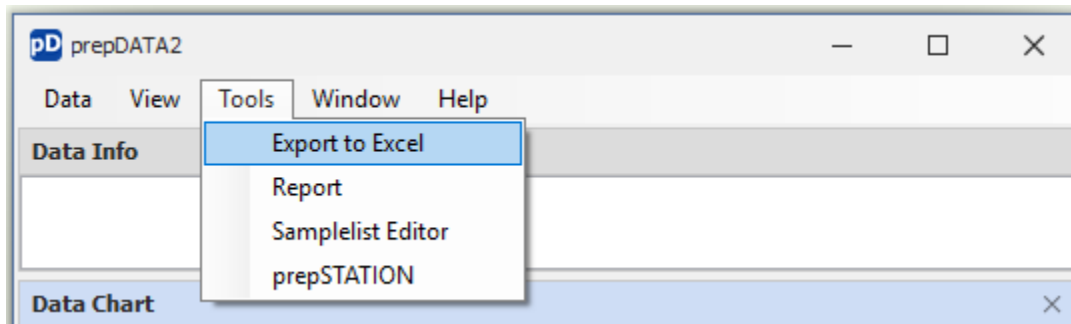 pD prepDATA2
Data View Tools Window Help
Data Info
Export to Excel
Report
Samplelist Editor
prepSTATION
Data Chart